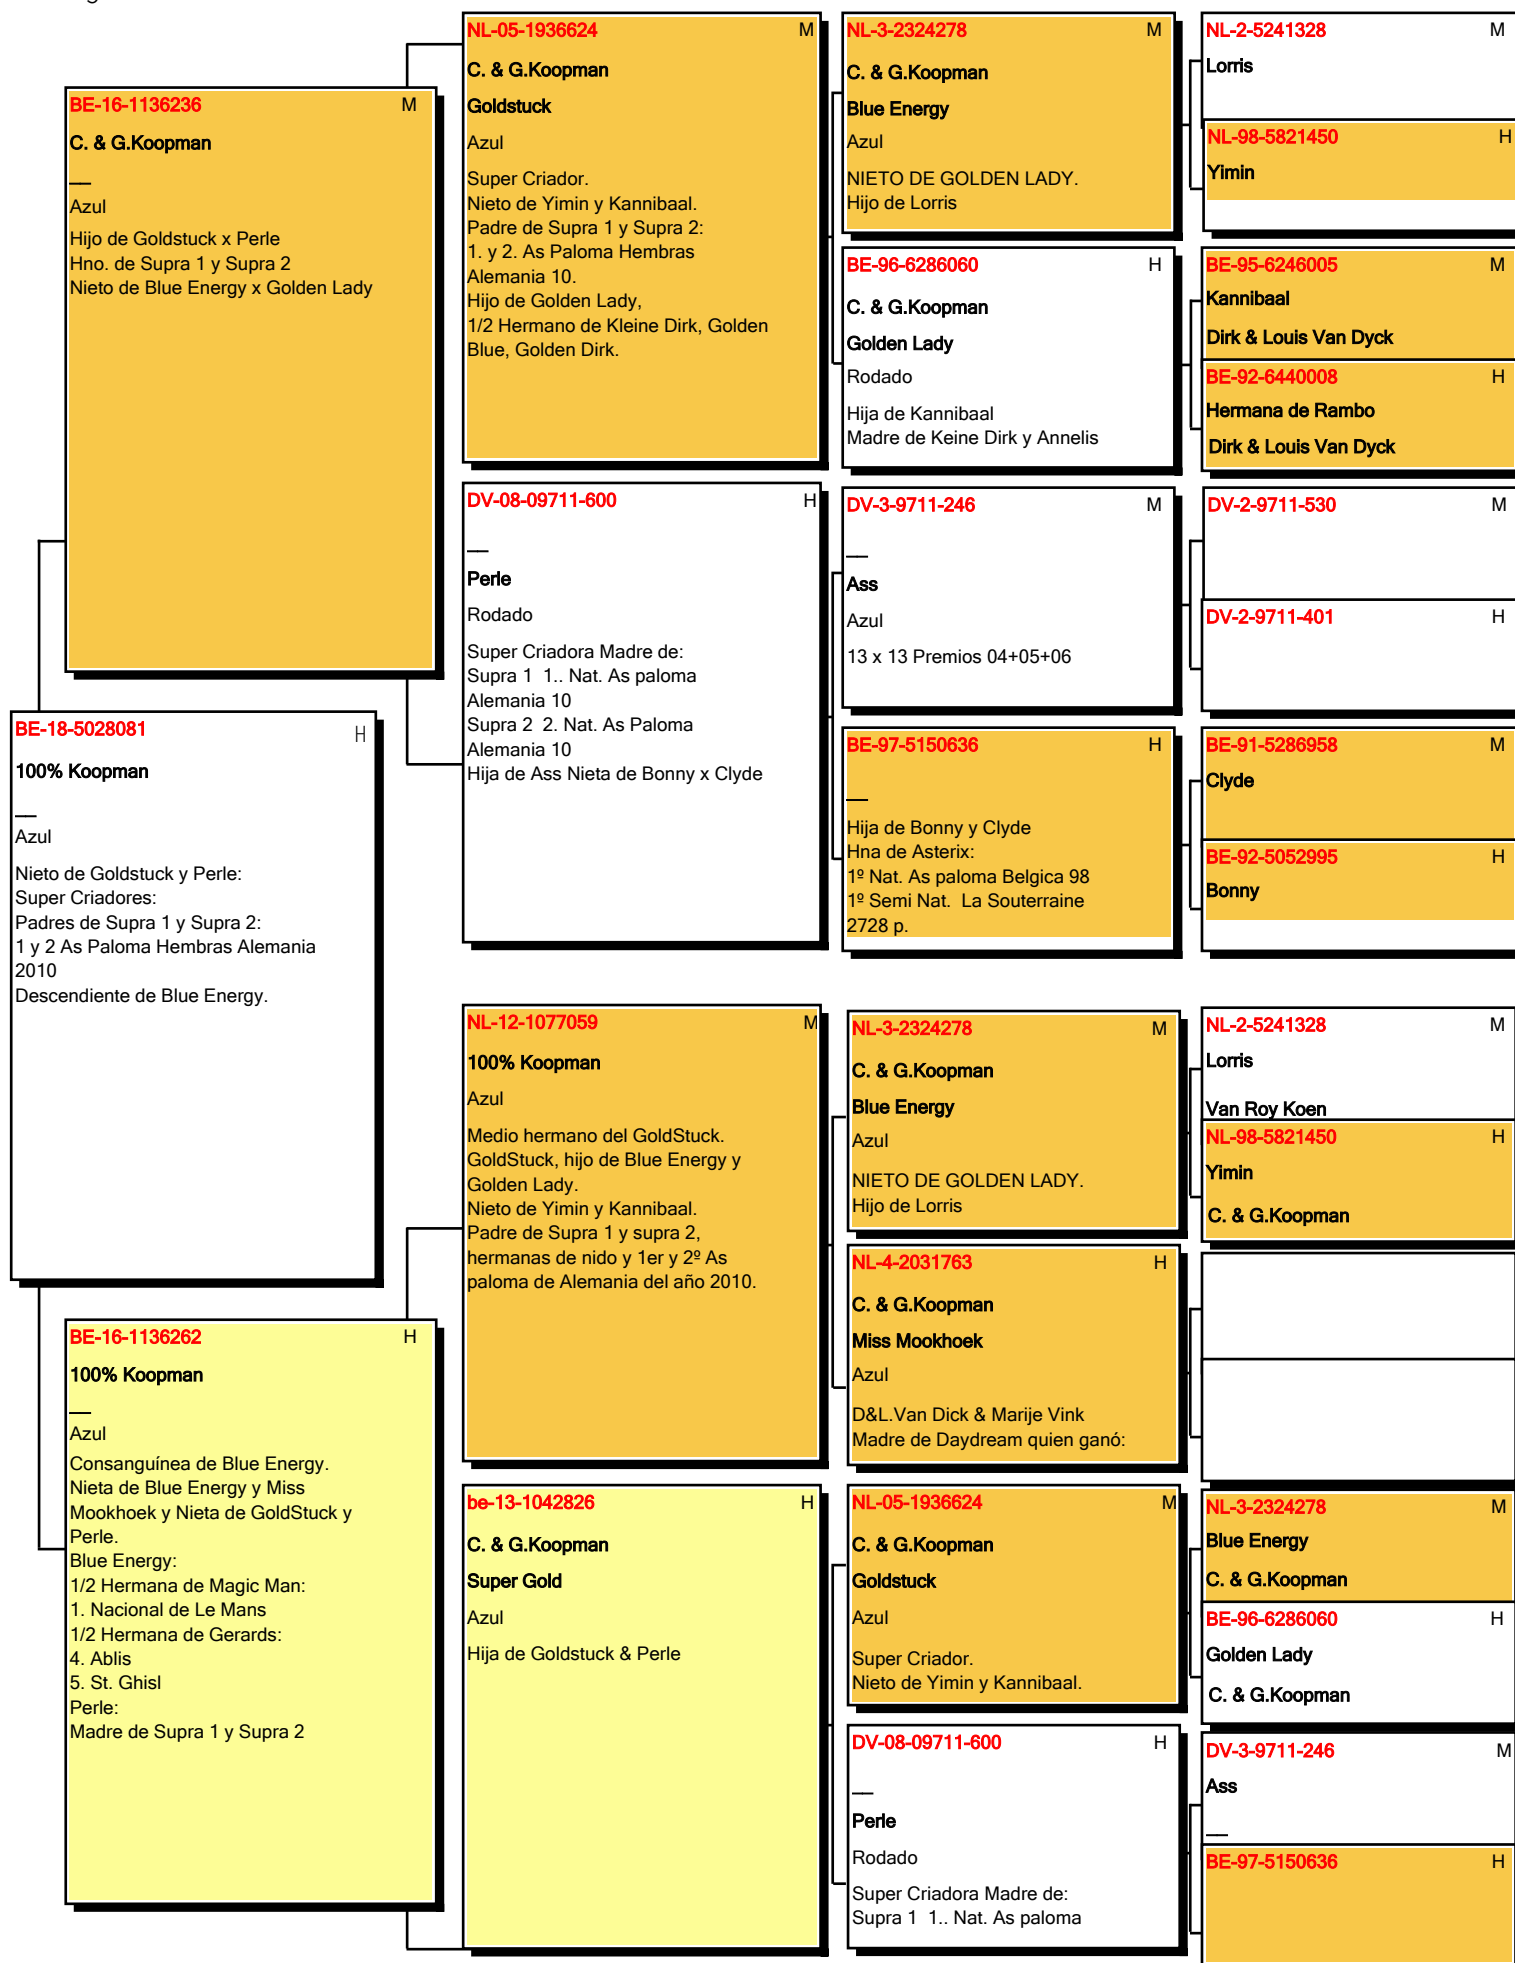 BE-18-5028081 H
100% Koopman
__
Azul
Nieto de Goldstuck y Perle:
Super Criadores:
Padres de Supra 1 y Supra 2:
1 y 2 As Paloma Hembras Alemania
2010
Descendiente de Blue Energy.
BE-16-1136236 M
C. & G.Koopman
__
Azul
Hijo de Goldstuck x Perle
Hno. de Supra 1 y Supra 2
Nieto de Blue Energy x Golden Lady
BE-16-1136262 H
100% Koopman
__
Azul
Consanguínea de Blue Energy.
Nieta de Blue Energy y Miss
Mookhoek y Nieta de GoldStuck y
Perle.
Blue Energy:
1/2 Hermana de Magic Man:
1. Nacional de Le Mans
1/2 Hermana de Gerards:
4. Ablis
5. St. Ghisl
Perle:
Madre de Supra 1 y Supra 2
NL-05-1936624 M
C. & G.Koopman
Goldstuck
Azul
Super Criador.
Nieto de Yimin y Kannibaal.
Padre de Supra 1 y Supra 2:
1. y 2. As Paloma Hembras
Alemania 10.
Hijo de Golden Lady,
1/2 Hermano de Kleine Dirk, Golden
Blue, Golden Dirk.
DV-08-09711-600 H
__
Perle
Rodado
Super Criadora Madre de:
Supra 1 1.. Nat. As paloma
Alemania 10
Supra 2 2. Nat. As Paloma
Alemania 10
Hija de Ass Nieta de Bonny x Clyde
NL-12-1077059 M
100% Koopman
Azul
Medio hermano del GoldStuck.
GoldStuck, hijo de Blue Energy y
Golden Lady.
Nieto de Yimin y Kannibaal.
Padre de Supra 1 y supra 2,
hermanas de nido y 1er y 2º As
paloma de Alemania del año 2010.
be-13-1042826 H
C. & G.Koopman
Super Gold
Azul
Hija de Goldstuck & Perle
NL-3-2324278 M
C. & G.Koopman
Blue Energy
Azul
NIETO DE GOLDEN LADY.
Hijo de Lorris
BE-96-6286060 H
C. & G.Koopman
Golden Lady
Rodado
Hija de Kannibaal
Madre de Keine Dirk y Annelis
DV-3-9711-246 M
__
Ass
Azul
13 x 13 Premios 04+05+06
BE-97-5150636 H
__
Hija de Bonny y Clyde
Hna de Asterix:
1º Nat. As paloma Belgica 98
1º Semi Nat. La Souterraine
2728 p.
NL-3-2324278 M
C. & G.Koopman
Blue Energy
Azul
NIETO DE GOLDEN LADY.
Hijo de Lorris
NL-4-2031763 H
C. & G.Koopman
Miss Mookhoek
Azul
D&L.Van Dick & Marije Vink
Madre de Daydream quien ganó:
NL-05-1936624 M
C. & G.Koopman
Goldstuck
Azul
Super Criador.
Nieto de Yimin y Kannibaal.
DV-08-09711-600 H
__
Perle
Rodado
Super Criadora Madre de:
Supra 1 1.. Nat. As paloma
NL-2-5241328 M
Lorris
NL-98-5821450 H
Yimin
BE-95-6246005 M
Kannibaal
Dirk & Louis Van Dyck
BE-92-6440008 H
Hermana de Rambo
Dirk & Louis Van Dyck
DV-2-9711-530 M
DV-2-9711-401 H
BE-91-5286958 M
Clyde
BE-92-5052995 H
Bonny
NL-2-5241328 M
Lorris
Van Roy Koen
NL-98-5821450 H
Yimin
C. & G.Koopman
NL-3-2324278 M
Blue Energy
C. & G.Koopman
BE-96-6286060 H
Golden Lady
C. & G.Koopman
DV-3-9711-246 M
Ass
__
BE-97-5150636 H